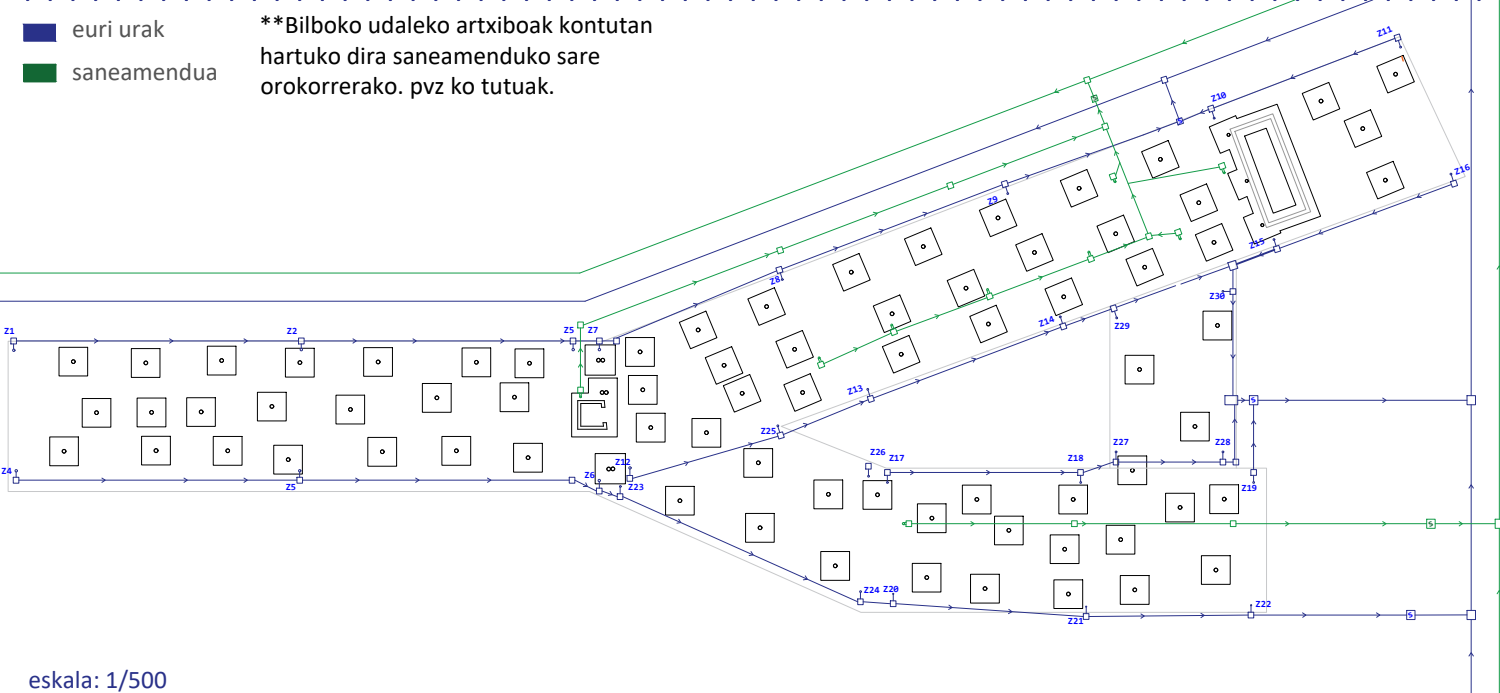 euri urak
saneamendua
**Bilboko udaleko artxiboak kontutan
hartuko dira saneamenduko sare
orokorrerako. pvz ko tutuak.
Z11
Z10
Z16
Z9
Z15
Z8
Z30
Z14
Z29
Z1
Z2
Z5
Z7
Z13
Z25
Z26
Z17
Z18
Z27
Z28
Z4
Z5
Z6
Z12
Z23
Z19
S
S
S
Z24
Z20
Z21
Z22
eskala: 1/500